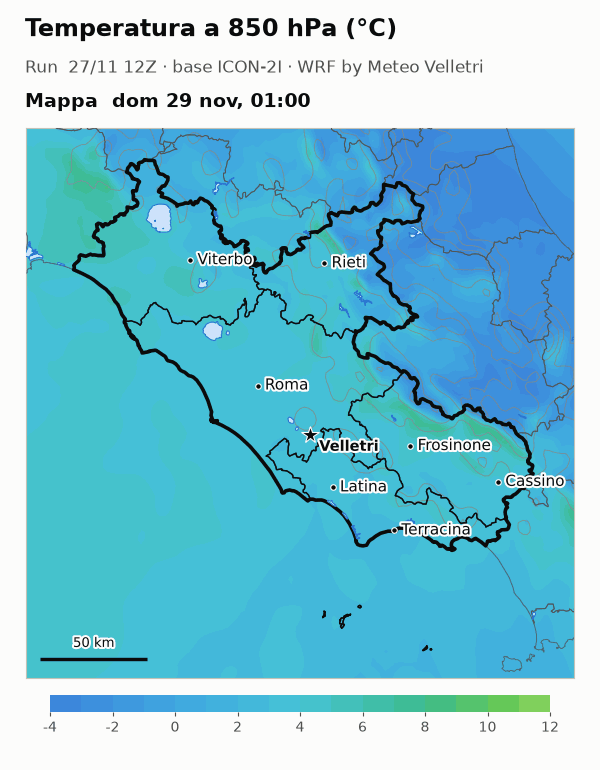 Temperatura a 850 hPa (°C)
Run  27/11 12Z · base ICON-2I · WRF by Meteo Velletri
Mappa  dom 29 nov, 01:00
Viterbo
Rieti
Roma
Velletri
Frosinone
Cassino
Latina
Terracina
50 km
-4 -2 0 2 4 6 8 10 12